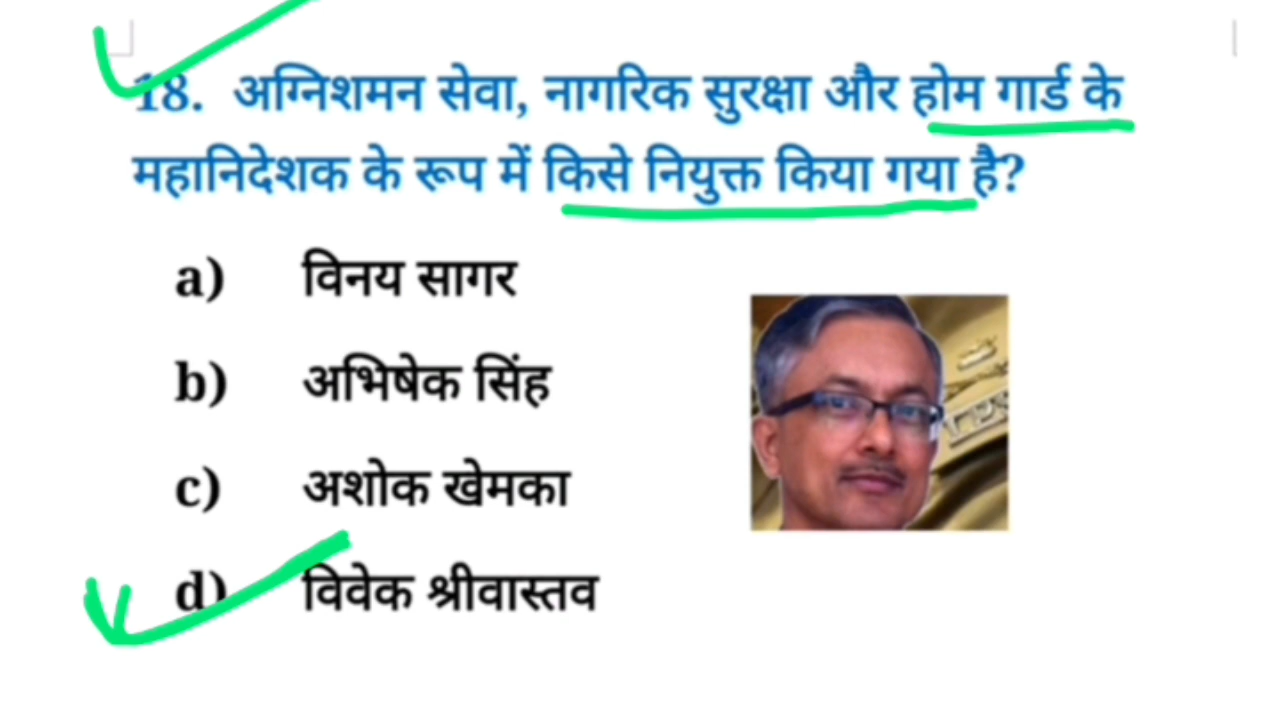 18. अग्निशमन सेवा, नागरिक सुरक्षा और होम गार्ड के
महानिदेशक के रूप में किसे नियुक्त किया गया है?
a) विनय सागर
b) अभिषेक सिंह
c) अशोक खेमका
d) विवेक श्रीवास्तव